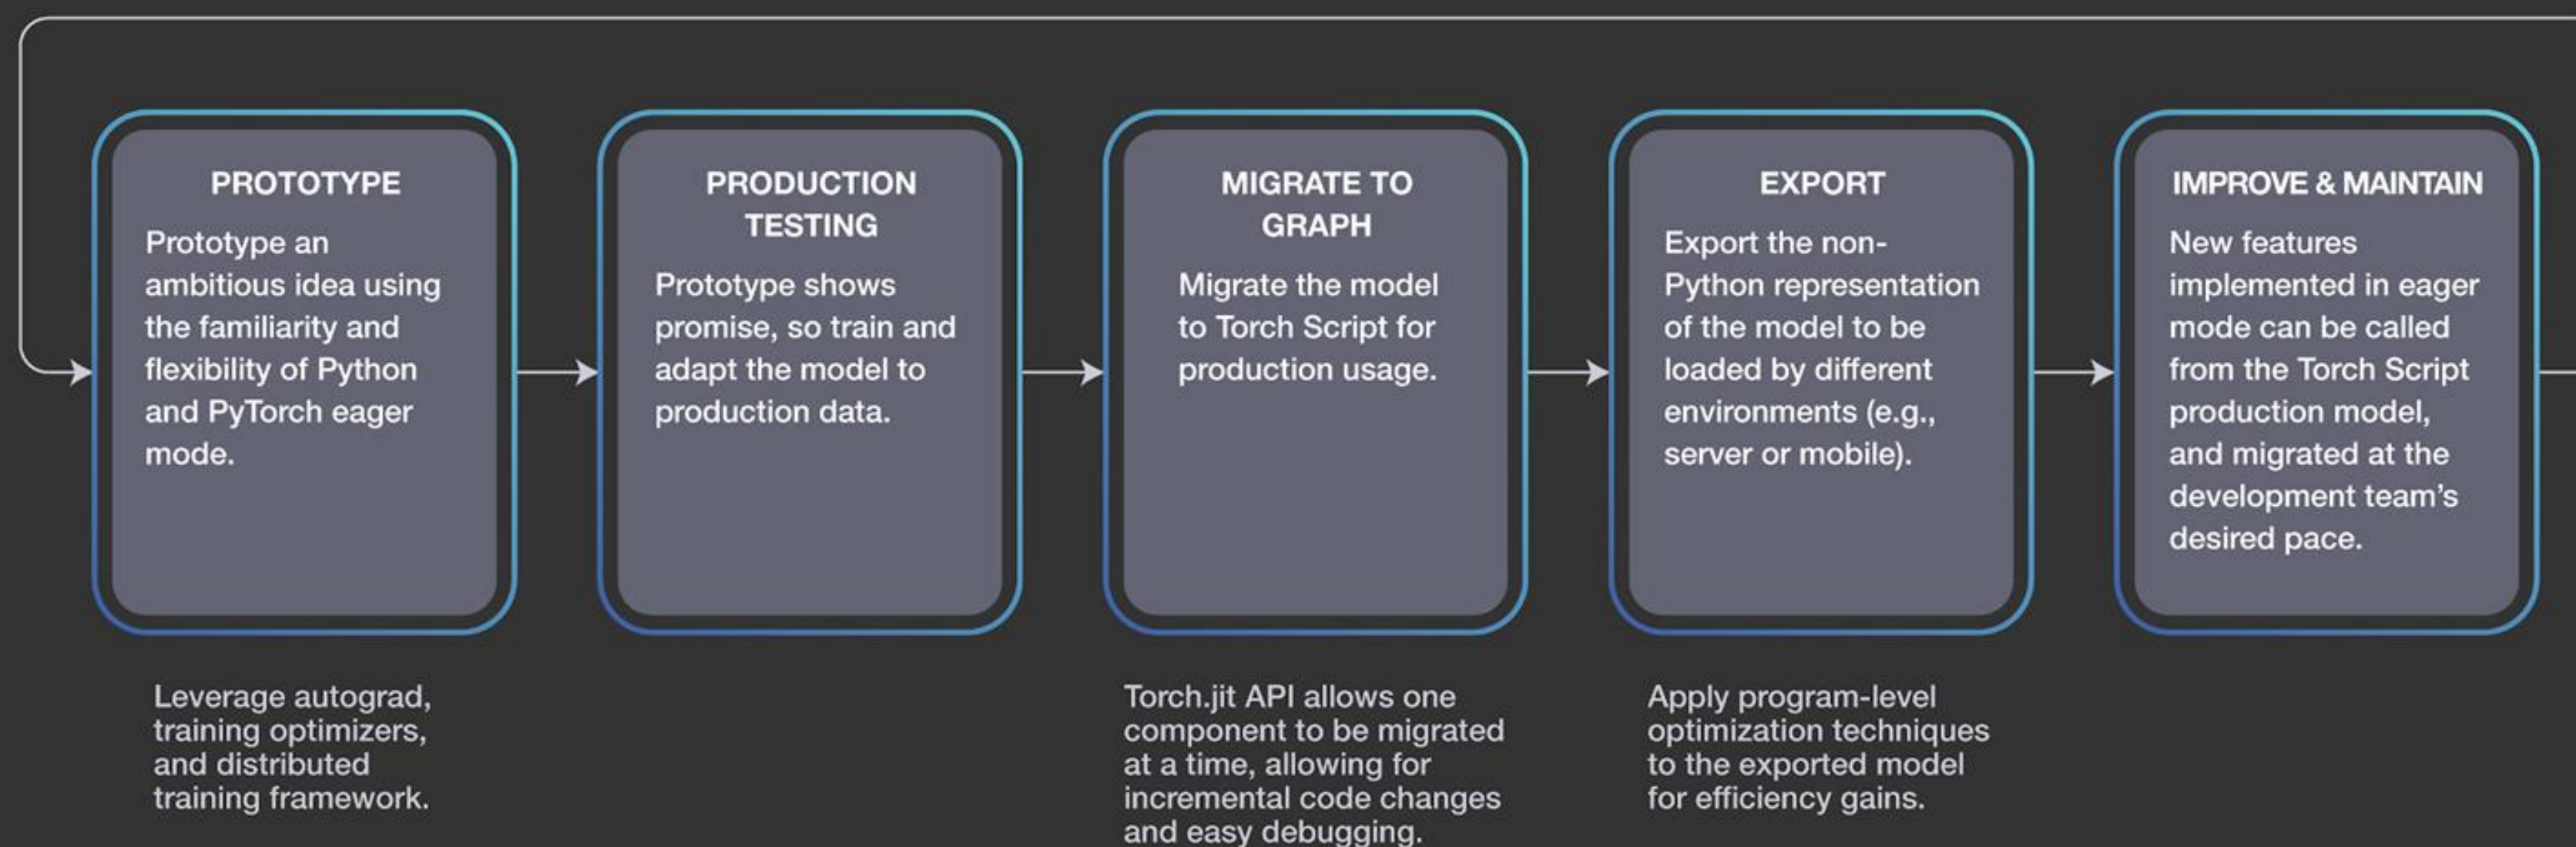 PROTOTYPE
Prototype an
ambitious idea using
the familiarity and
flexibility of Python
and PyTorch eager
mode.
Leverage autograd,
training optimizers,
and distributed
training framework.
PRODUCTION
TESTING
Prototype shows
promise, so train and
adapt the model to
production data.
MIGRATE TO
GRAPH
Migrate the model
to Torch Script for
production usage.
Torch.jit API allows one
component to be migrated
at a time, allowing for
incremental code changes
and easy debugging.
EXPORT
Export the non-
Python representation
of the model to be
loaded by different
environments (e.g.,
server or mobile).
Apply program-level
optimization techniques
to the exported model
for efficiency gains.
IMPROVE & MAINTAIN
New features
implemented in eager
mode can be called
from the Torch Script
production model,
and migrated at the
development team’s
desired pace.